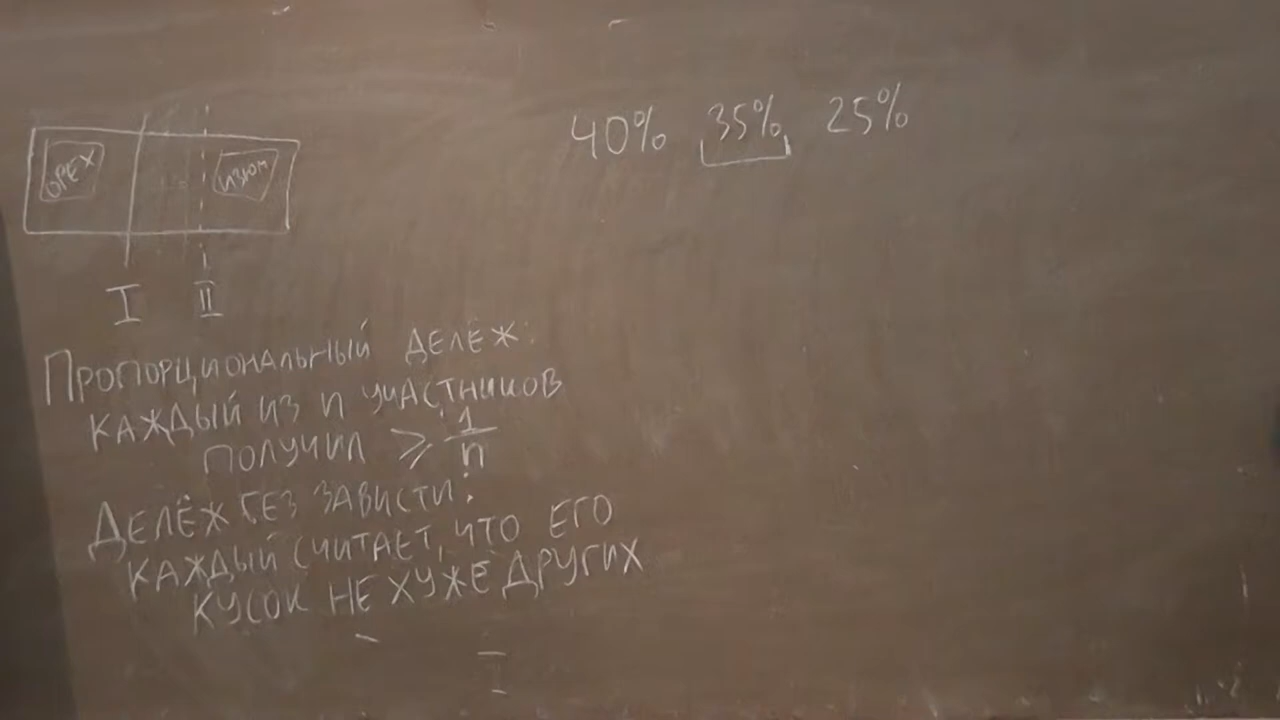 40% 35% 25%
ОРЕХ ИЗЮМ
I II
ПРОПОРЦИОНАЛЬНЫЙ ДЕЛЁЖ:
КАЖДЫЙ ИЗ n УЧАСТНИКОВ
ПОЛУЧИЛ ≥ 1/n
ДЕЛЁЖ БЕЗ ЗАВИСТИ:
КАЖДЫЙ СЧИТАЕТ, ЧТО ЕГО
КУСОК НЕ ХУЖЕ ДРУГИХ
I